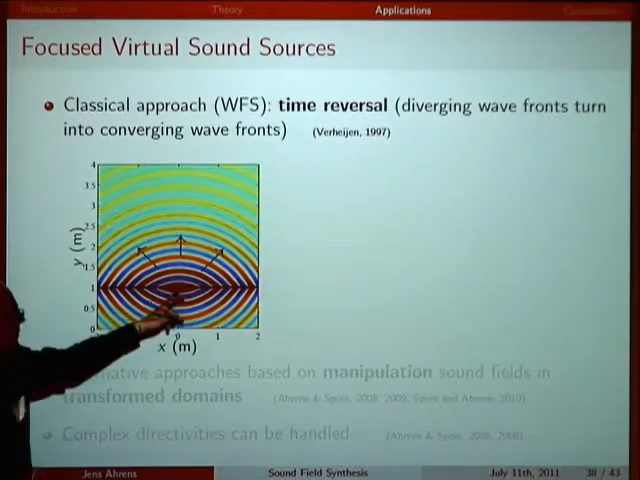 Introduction Theory Applications Conclusions
Focused Virtual Sound Sources
Classical approach (WFS): time reversal (diverging wave fronts turn
into converging wave fronts) (Verheijen, 1997)
4
3.5
3
2.5
2
1.5
1
0.5
0
y (m)
0 1 2
x (m)
native approaches based on manipulation sound fields in
transformed domains (Ahrens & Spors, 2008, 2009; Spors and Ahrens, 2010)
Complex directivities can be handled (Ahrens & Spors, 2008, 2009)
Jens Ahrens Sound Field Synthesis July 11th, 2011 38 / 43